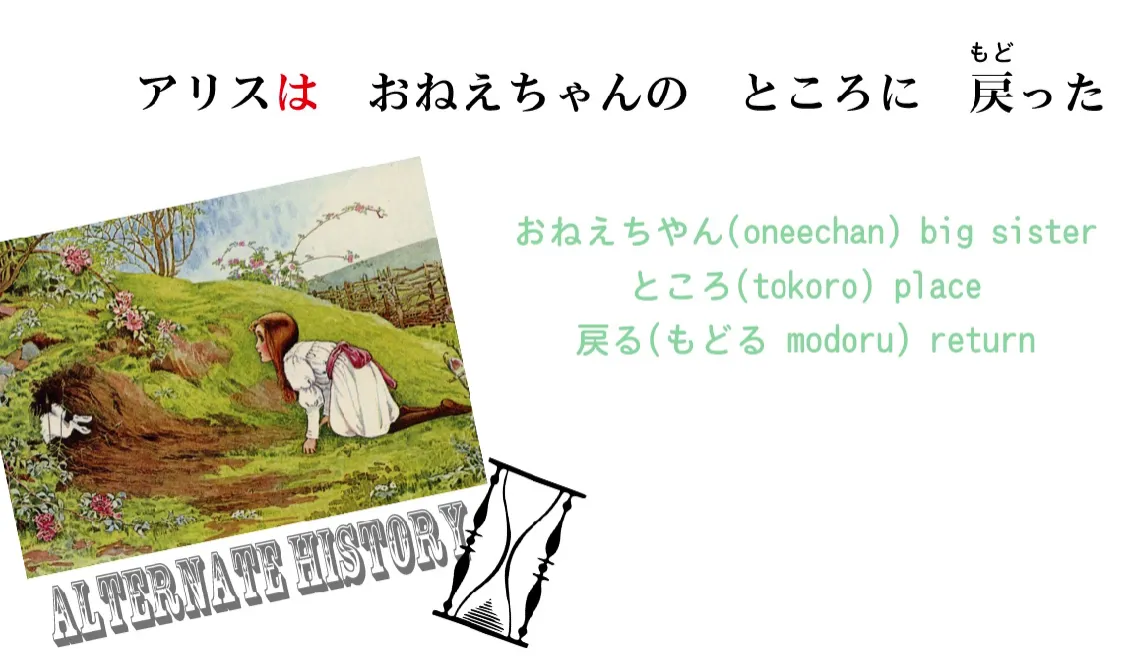 もど
アリスは　おねえちゃんの　ところに　戻った
おねえちやん(oneechan) big sister
ところ(tokoro) place
戻る(もどる modoru) return
ALTERNATE HISTORY